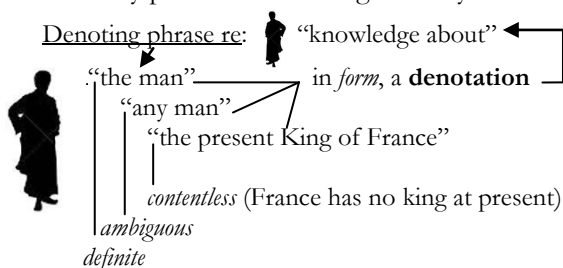 Denoting phrase re: “knowledge about”
.“the man” in form, a denotation
“any man”
“the present King of France”
contentless (France has no king at present)
ambiguous
definite